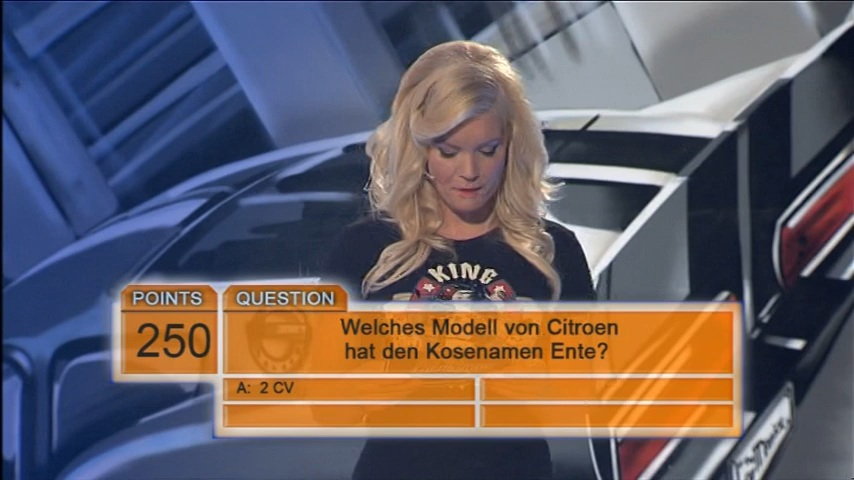 KING
POINTS
QUESTION
250
Welches Modell von Citroen
hat den Kosenamen Ente?
A: 2 CV